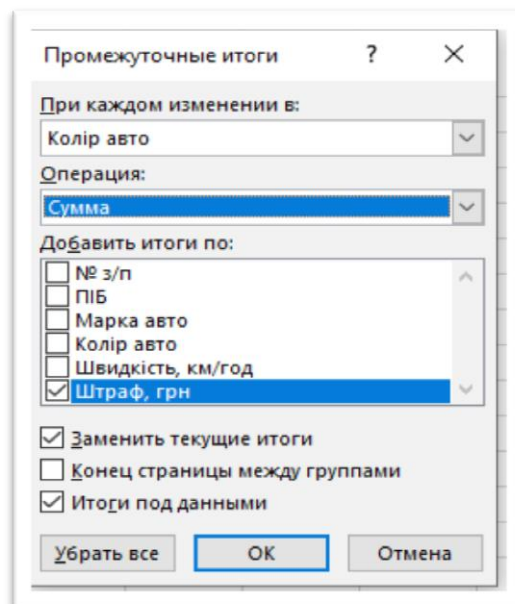 Промежуточные итоги ?
При каждом изменении в:
Колір авто
Операция:
Сумма
Добавить итоги по:
№ з/п
ПІБ
Марка авто
Колір авто
Швидкість, км/год
Штраф, грн
Заменить текущие итоги
Конец страницы между группами
Итоги под данными
Убрать все ОК Отмена